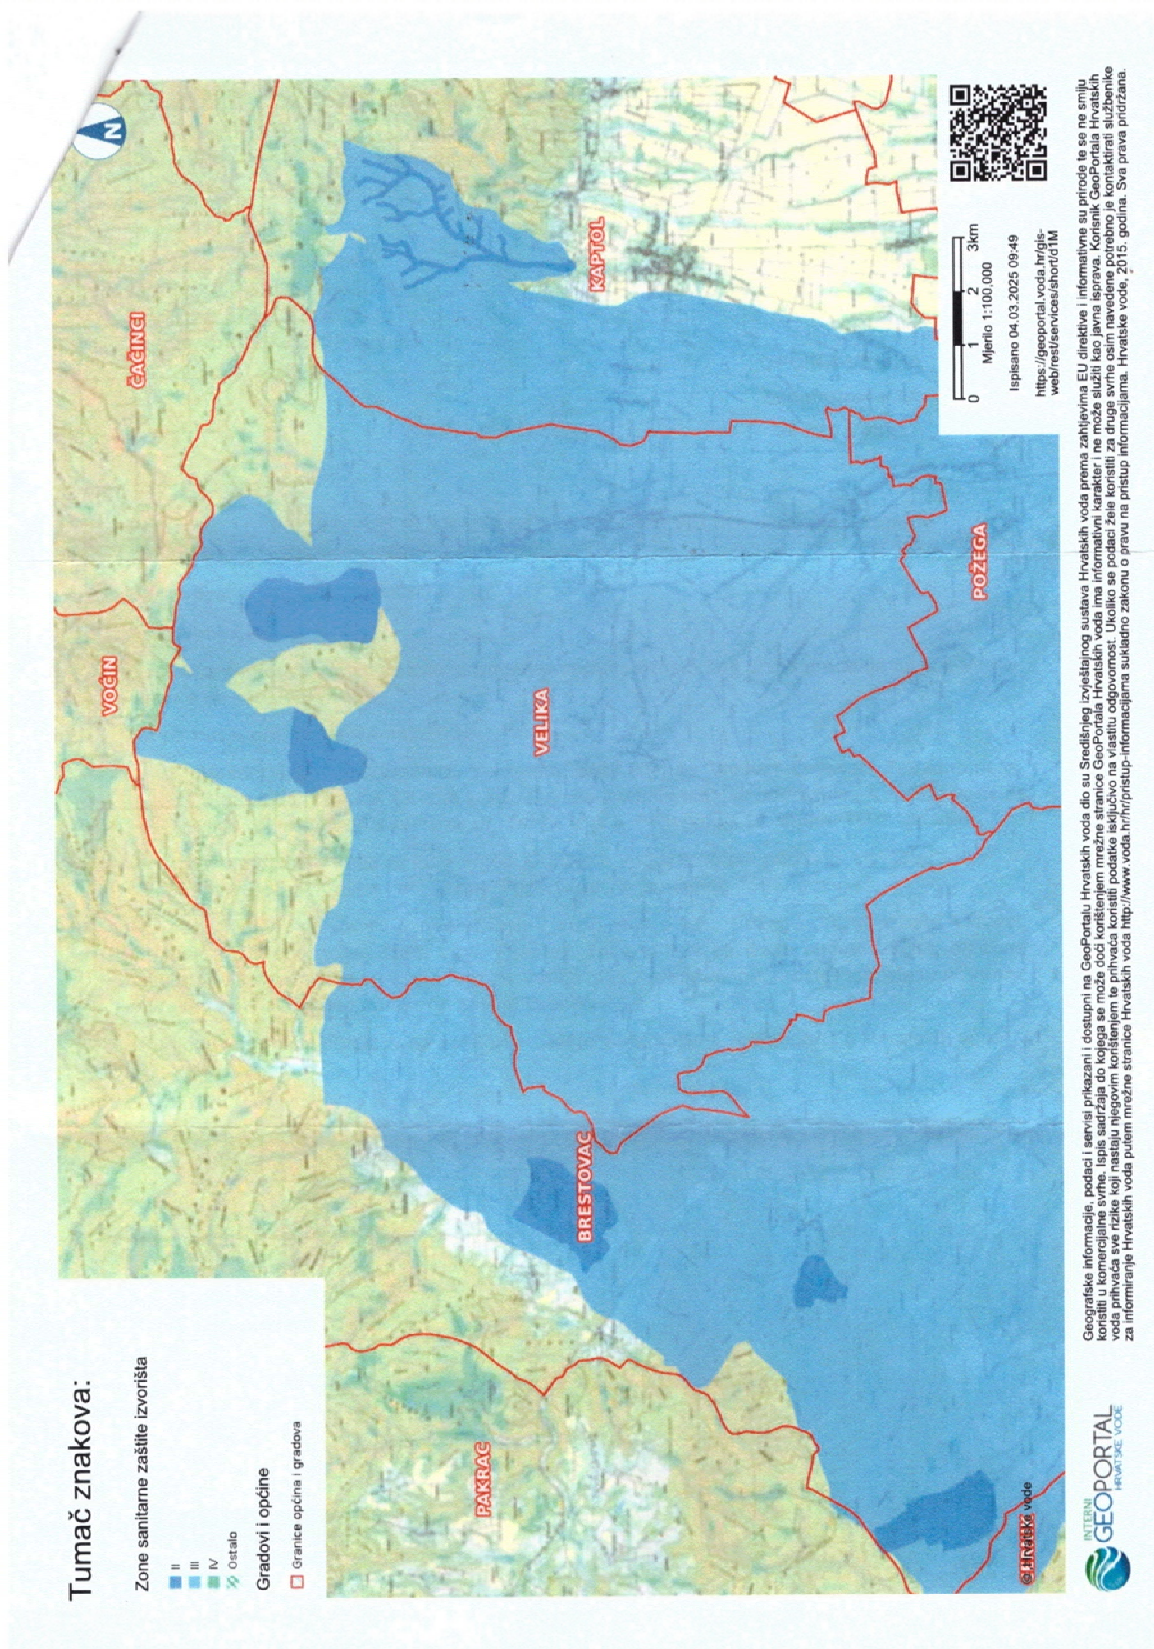 Tumač znakova:
Zone sanitarne zaštite izvorišta
II
III
IV
Ostalo
Gradovi i općine
Granice općina i gradova
N
ČAČINCI
VOĆIN
KAPTOL
VELIKA
BRESTOVAC
PAKRAC
POŽEGA
© Hrvatske vode
0 1 2 3km
Mjerilo 1:100,000
Ispisano 04.03.2025 09:49
https://geoportal.voda.hr/gis-
web/rest/services/short/d1M
INTERNI
GEOPORTAL
HRVATSKE VODE
Geografske informacije, podaci i servisi prikazani i dostupni na GeoPortalu Hrvatskih voda dio su Središnjeg izvještajnog sustava Hrvatskih voda prema zahtjevima EU direktive i informativne su prirode te se ne smiju
koristiti u komercijalne svrhe. Ispis sadržaja do kojega se može doći korištenjem mrežne stranice GeoPortala Hrvatskih voda ima informativni karakter i ne može služiti kao javna isprava. Korisnik GeoPortala Hrvatskih
voda prihvaća sve rizike koji nastaju njegovim korištenjem te prihvaća koristiti podatke isključivo na vlastitu odgovornost. Ukoliko se podaci žele koristiti za druge svrhe osim navedene potrebno je kontaktirati službenike
za informiranje Hrvatskih voda putem mrežne stranice Hrvatskih voda http://www.voda.hr/hr/pristup-informacijama sukladno zakonu o pravu na pristup informacijama. Hrvatske vode, 2015. godina. Sva prava pridržana.